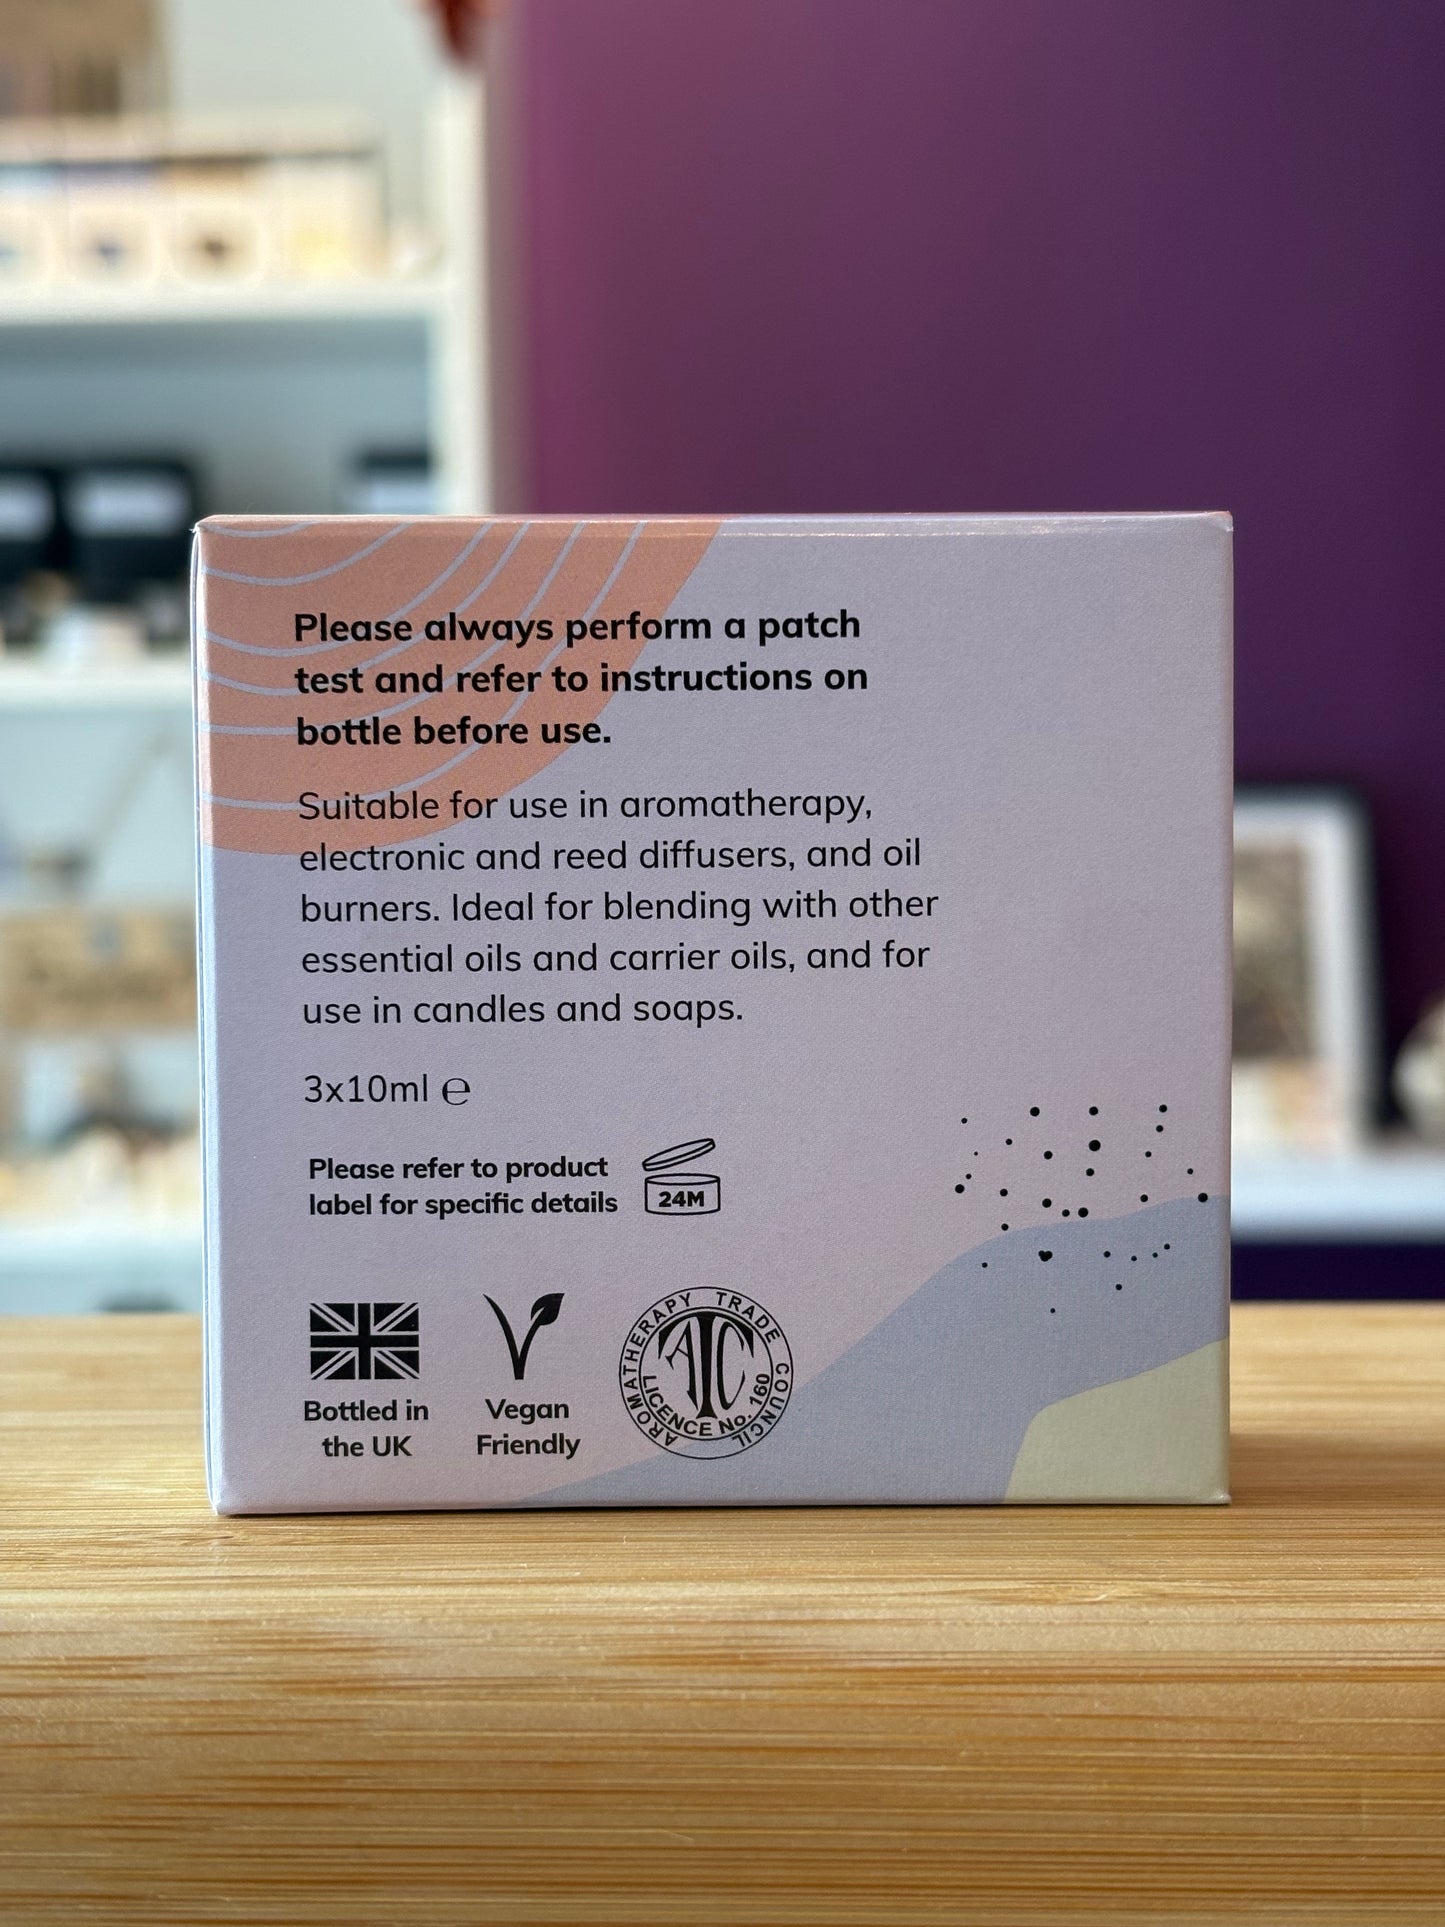 Please always perform a patch
test and refer to instructions on
bottle before use.
Suitable for use in aromatherapy,
electronic and reed diffusers, and oil
burners. Ideal for blending with other
essential oils and carrier oils, and for
use in candles and soaps.
3x10ml ℮
Please refer to product
label for specific details
24M
Bottled in
the UK
Vegan
Friendly
AROMATHERAPY TRADE COUNCIL
ATC
LICENCE No. 160